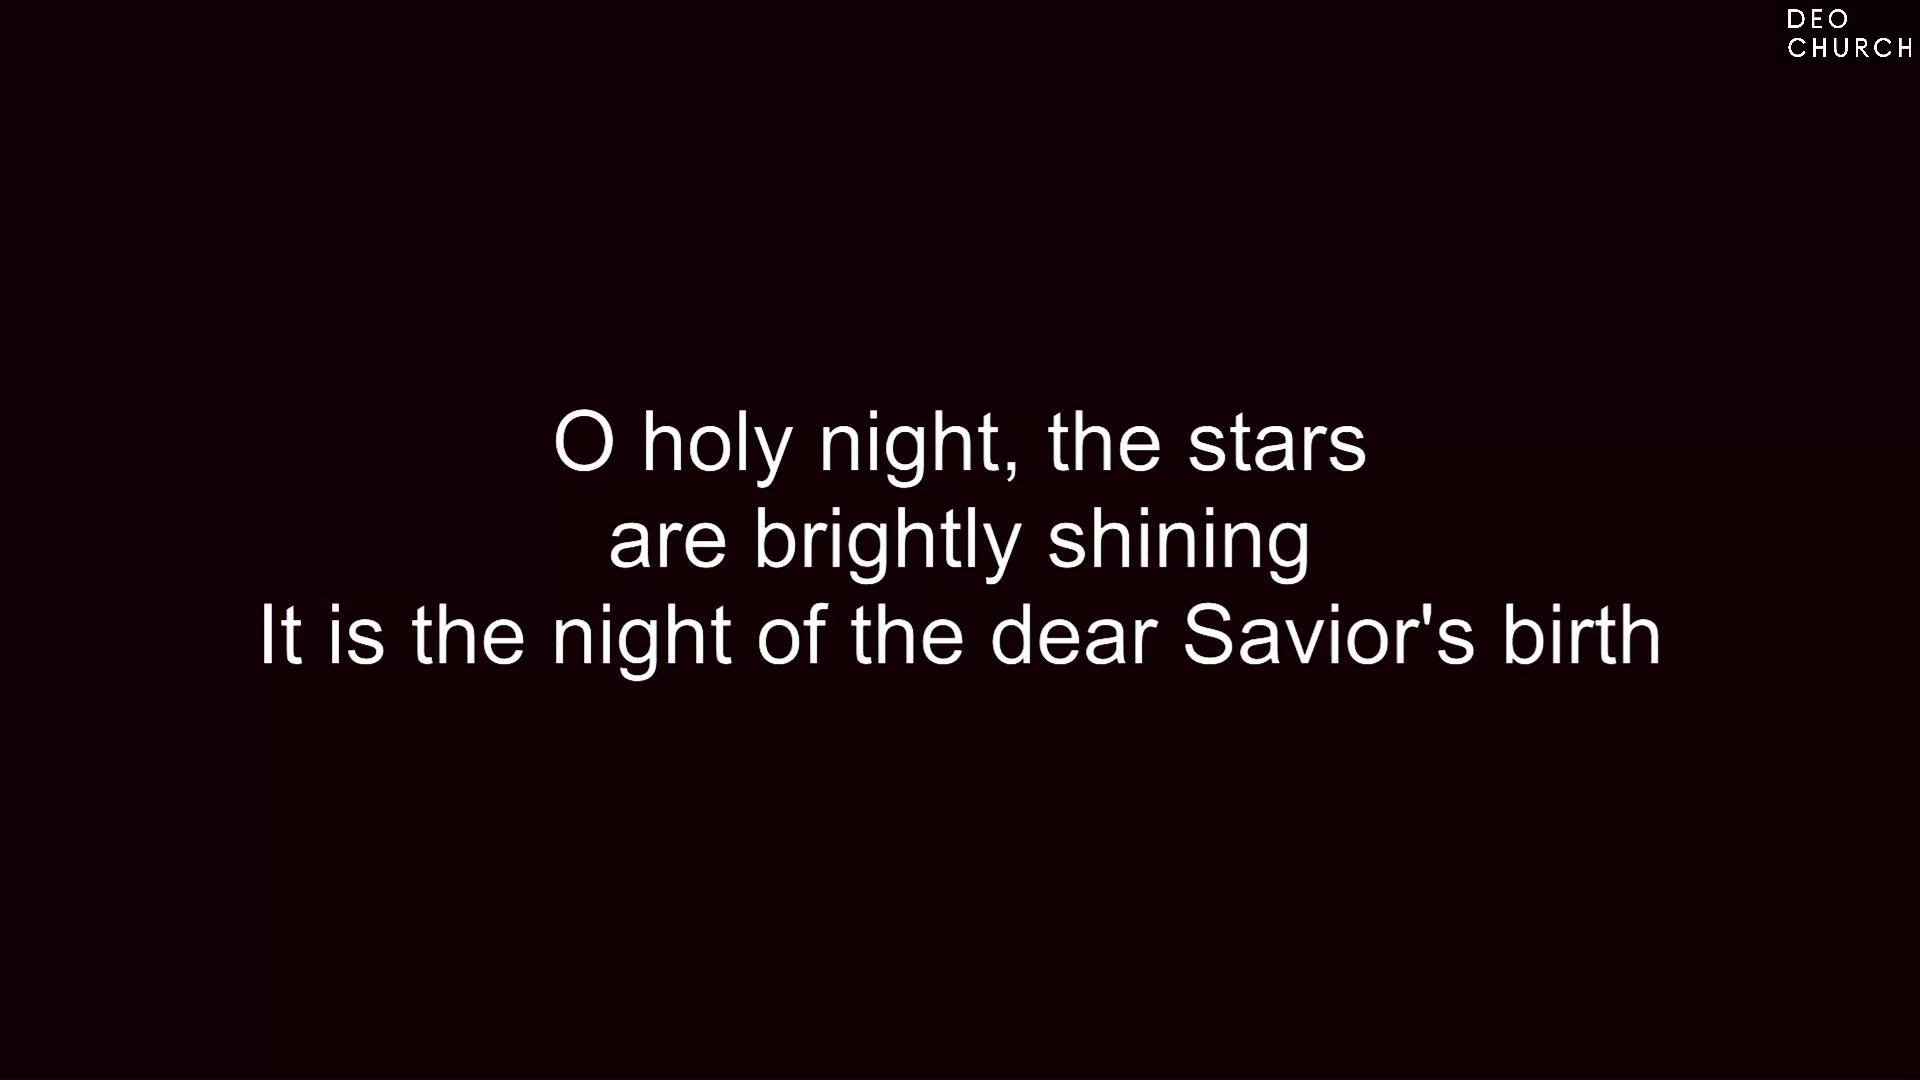 DEO
CHURCH
O holy night, the stars
are brightly shining
It is the night of the dear Savior's birth